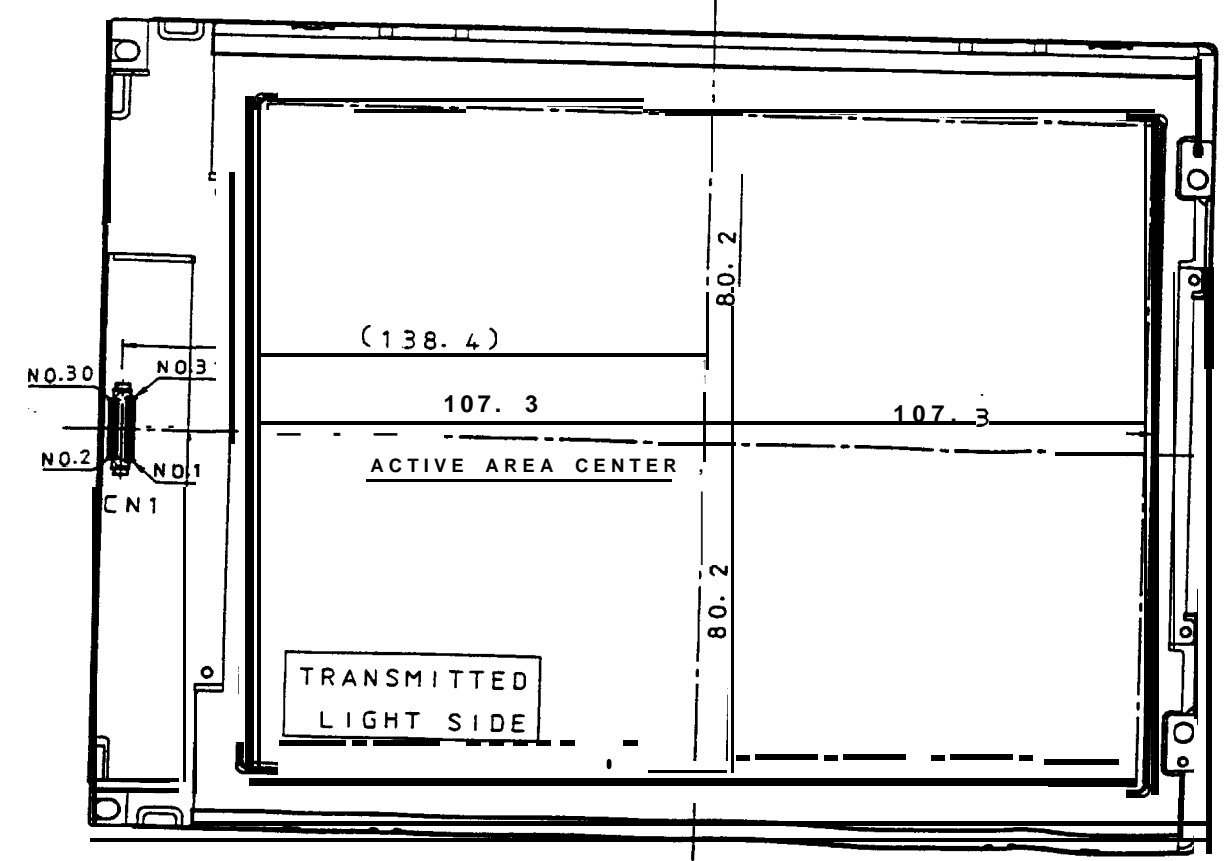 80. 2
(138. 4)
NO.30
NO.3
107. 3
107. 3
NO.2
NO.1
ACTIVE AREA CENTER
CN1
80. 2
TRANSMITTED
LIGHT SIDE